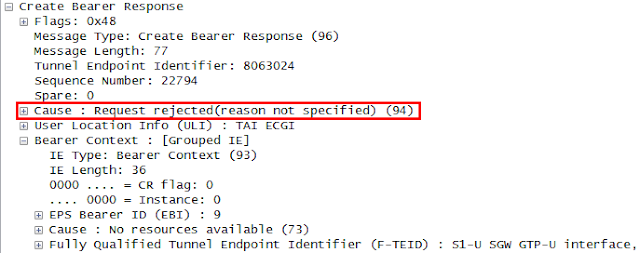 Create Bearer Response
Flags: 0x48
Message Type: Create Bearer Response (96)
Message Length: 77
Tunnel Endpoint Identifier: 8063024
Sequence Number: 22794
Spare: 0
Cause : Request rejected(reason not specified) (94)
User Location Info (ULI) : TAI ECGI
Bearer Context : [Grouped IE]
IE Type: Bearer Context (93)
IE Length: 36
0000 .... = CR flag: 0
.... 0000 = Instance: 0
EPS Bearer ID (EBI) : 9
Cause : No resources available (73)
Fully Qualified Tunnel Endpoint Identifier (F-TEID) : S1-U SGW GTP-U interface,